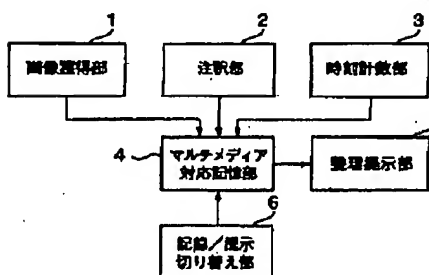 1
2
3
画像獲得部
注釈部
時刻計数部
4
マルチメディア
対応記憶部
整理提示部
6
記録／提示
切り替え部